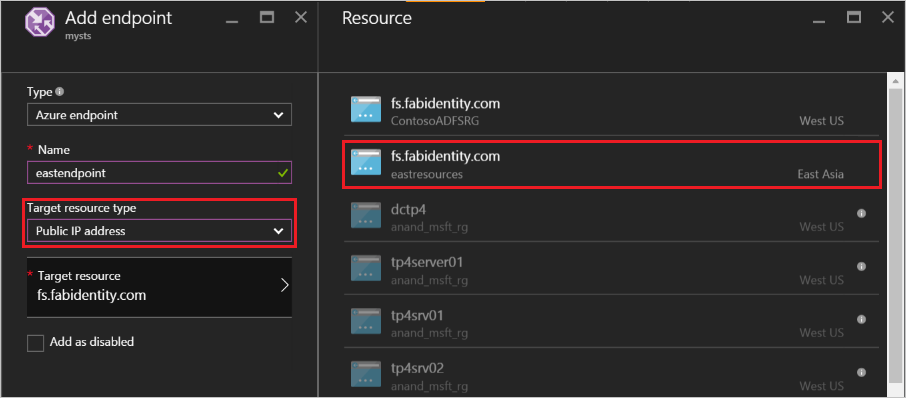 Add endpoint
mysts
Type
Azure endpoint
* Name
eastendpoint
Target resource type
Public IP address
* Target resource
fs.fabidentity.com
Add as disabled
Resource
fs.fabidentity.com
ContosoADFSRG West US
fs.fabidentity.com
eastresources East Asia
dctp4
anand_msft_rg West US
tp4server01
anand_msft_rg West US
tp4srv01
anand_msft_rg West US
tp4srv02
anand_msft_rg West US